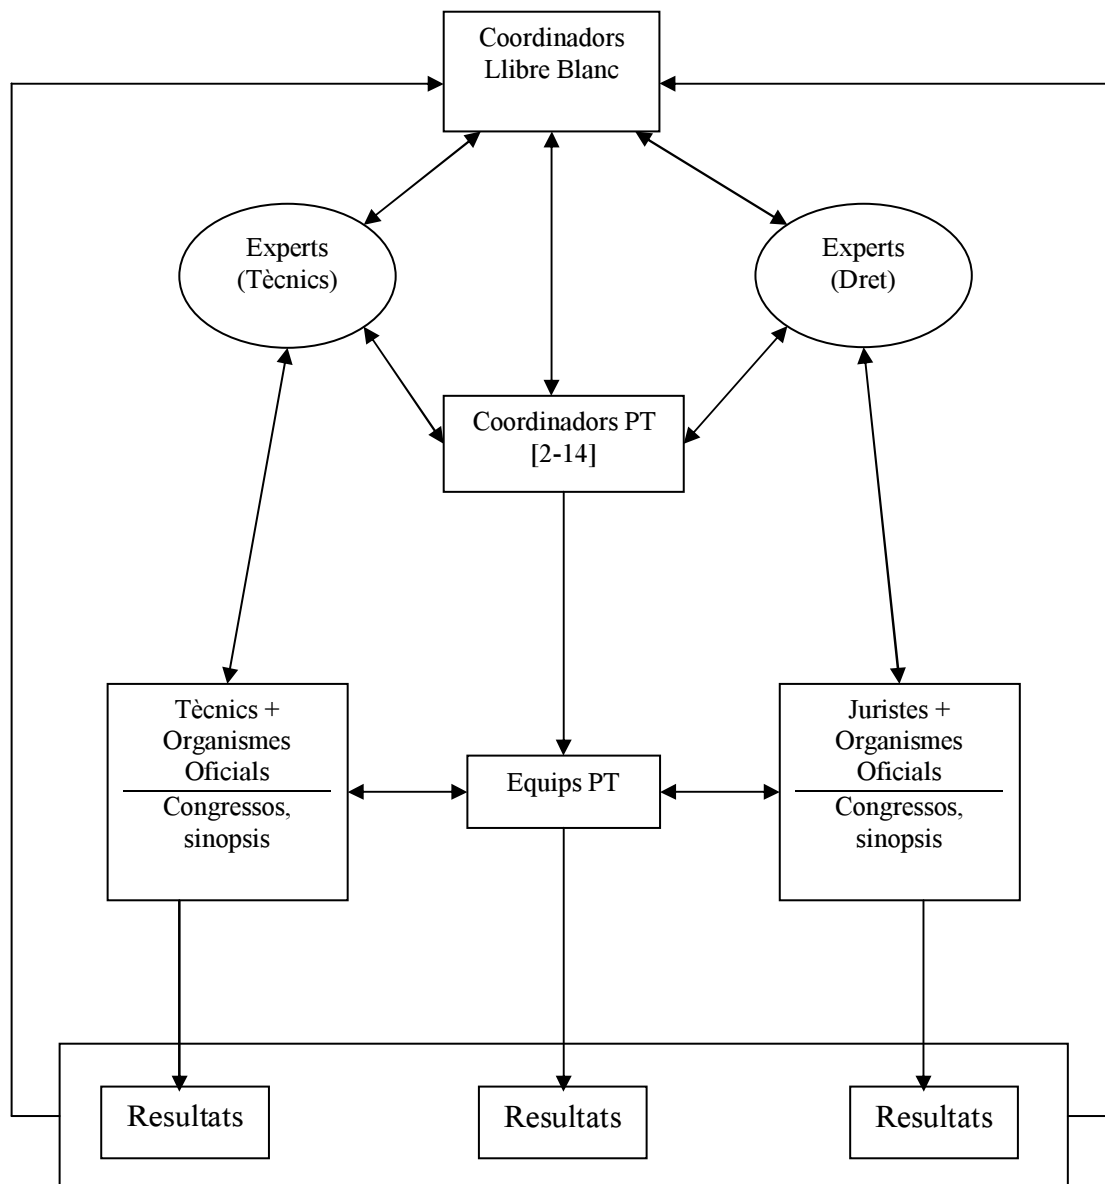 Coordinadors
Llibre Blanc
Experts
(Tècnics)
Experts
(Dret)
Coordinadors PT
[2-14]
Tècnics +
Organismes
Oficials
Congressos,
sinopsis
Equips PT
Juristes +
Organismes
Oficials
Congressos,
sinopsis
Resultats
Resultats
Resultats